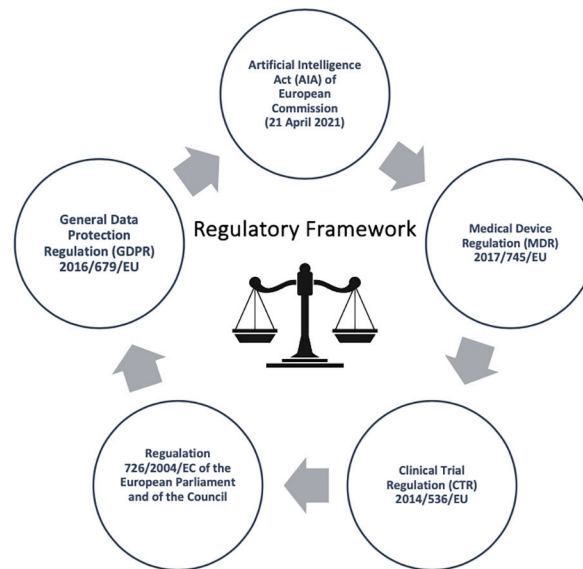 Artificial Intelligence
Act (AIA) of
European
Commission
(21 April 2021)
General Data
Protection
Regulation (GDPR)
2016/679/EU
Regulatory Framework
Medical Device
Regulation (MDR)
2017/745/EU
Regualation
726/2004/EC of the
European Parliament
and of the Council
Clinical Trial
Regulation (CTR)
2014/536/EU